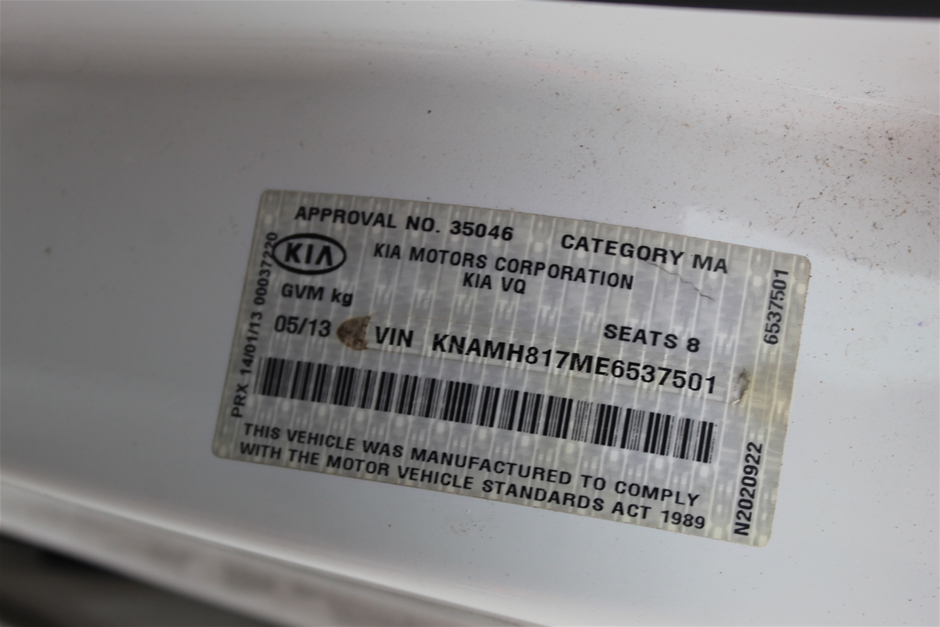 APPROVAL NO. 35046 CATEGORY MA
KIA
KIA MOTORS CORPORATION
KIA VQ
GVM kg
SEATS 8
05/13 VIN KNAMH817ME6537501
THIS VEHICLE WAS MANUFACTURED TO COMPLY
WITH THE MOTOR VEHICLE STANDARDS ACT 1989
PRX 14/01/13 00037220
6537501
N2020922